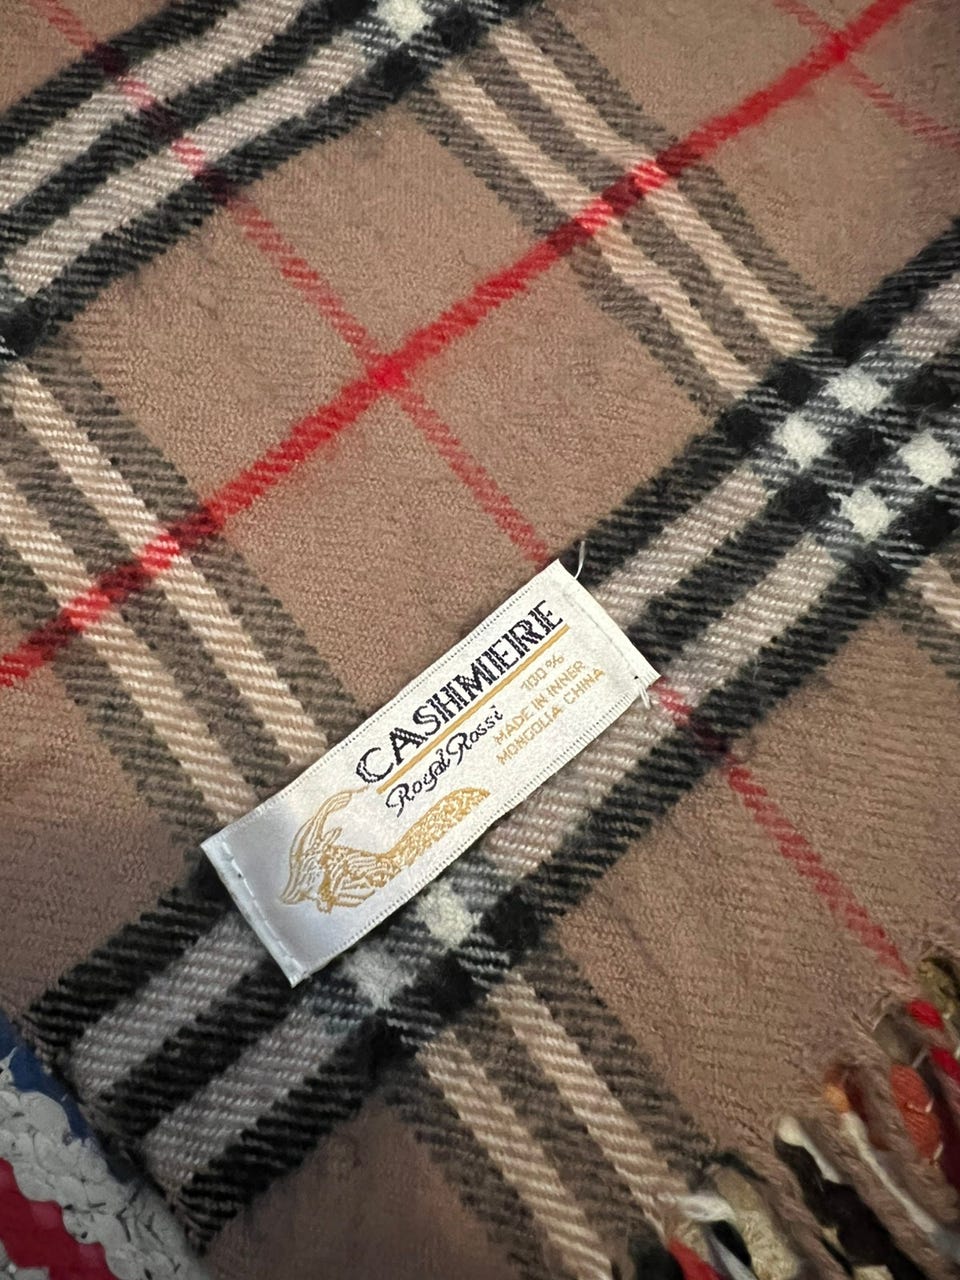 CASHMERE
Royal Rossi
100%
MADE IN INNER
MONGOLIA CHINA